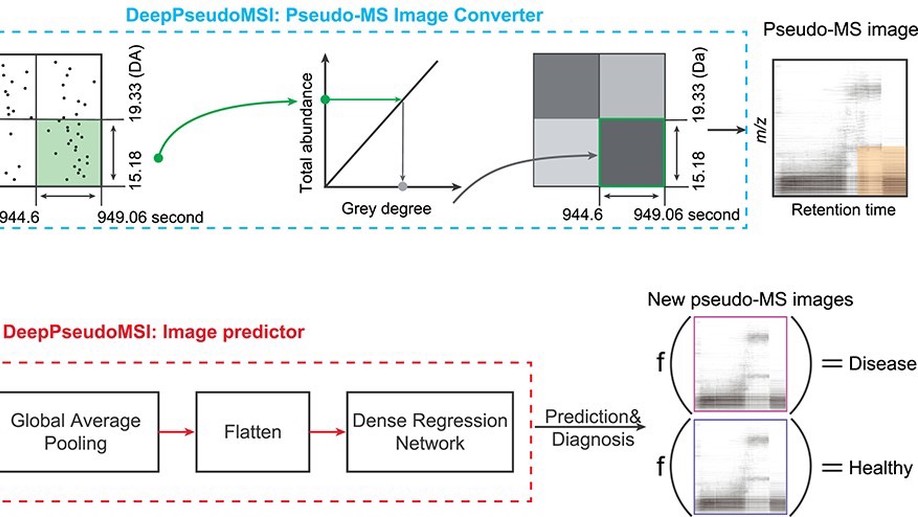 DeepPseudoMSI: Pseudo-MS Image Converter
Pseudo-MS image
19.33 (DA)
15.18
944.6
949.06 second
Total abundance
Grey degree
19.33 (Da)
15.18
944.6
949.06 second
m/z
Retention time
DeepPseudoMSI: Image predictor
Global Average
Pooling
Flatten
Dense Regression
Network
Prediction&
Diagnosis
New pseudo-MS images
f = Disease
f = Healthy